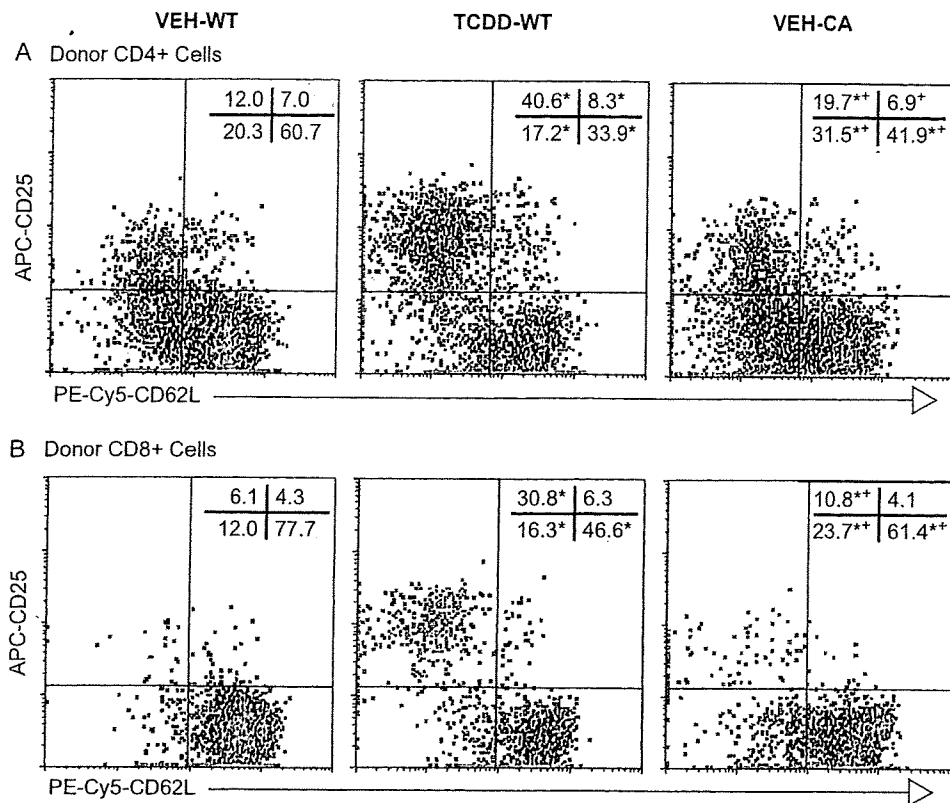 VEH-WT TCDD-WT VEH-CA
A Donor CD4+ Cells
12.0 7.0 40.6* 8.3* 19.7*+ 6.9+
20.3 60.7 17.2* 33.9* 31.5*+ 41.9*+
APC-CD25
PE-Cy5-CD62L
B Donor CD8+ Cells
6.1 4.3 30.8* 6.3 10.8*+ 4.1
12.0 77.7 16.3* 46.6* 23.7*+ 61.4*+
APC-CD25
PE-Cy5-CD62L